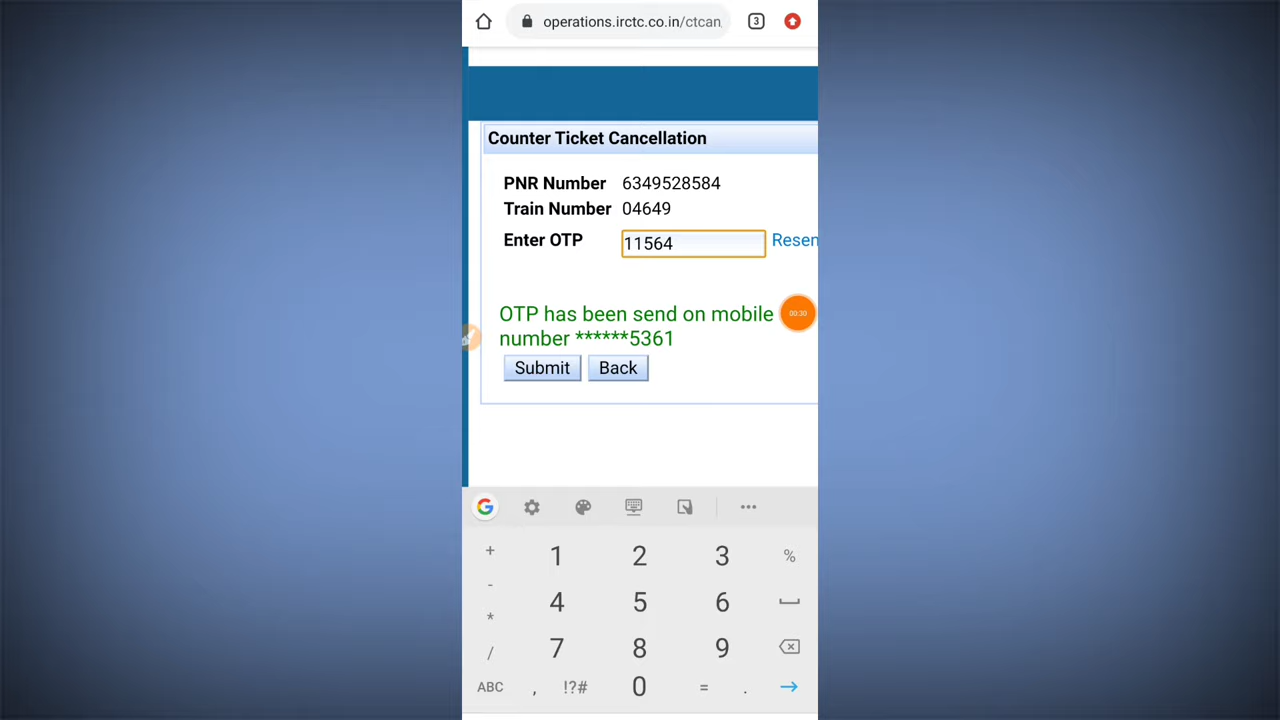 operations.irctc.co.in/ctcan
3
Counter Ticket Cancellation
PNR Number 6349528584
Train Number 04649
Enter OTP 11564 Resen
OTP has been send on mobile
number ******5361
00:30
Submit Back
G
+ 1 2 3 %
- 4 5 6
* 7 8 9
/
ABC , !?# 0 = .